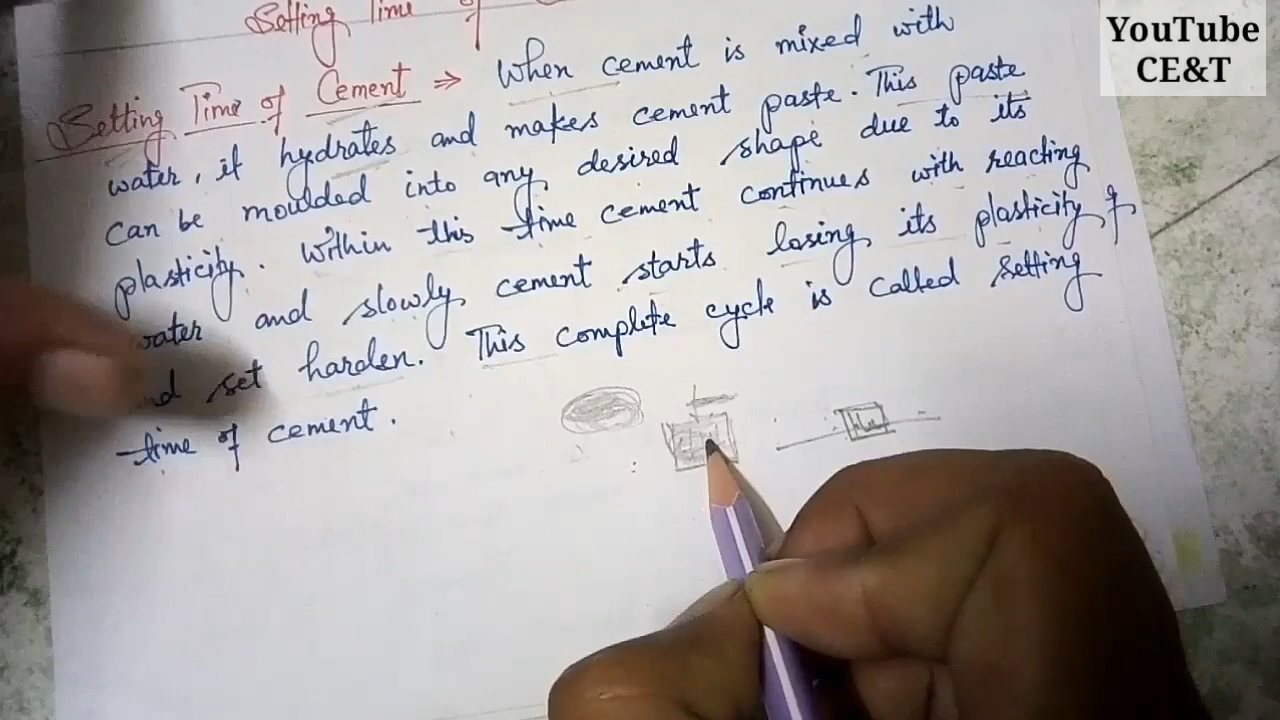 Setting Time of
YouTube
CE&T
Setting Time of Cement ⇒ When cement is mixed with
water, it hydrates and makes cement paste. This paste
can be moulded into any desired shape due to its
plasticity. Within this time cement continues with reacting
water and slowly cement starts losing its plasticity &
nd set harden. This complete cycle is called setting
time of cement.